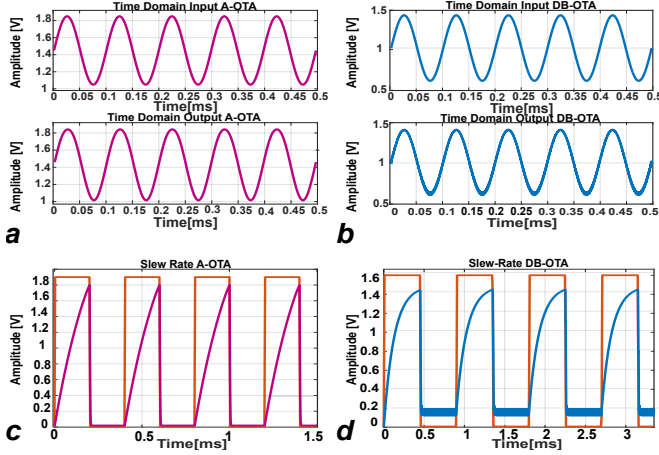 Time Domain Input A-OTA
Amplitude [V]
1.8
1.6
1.4
1.2
1
0 0.05 0.1 0.15 0.2 0.25 0.3 0.35 0.4 0.45 0.5
Time[ms]
Time Domain Output A-OTA
1.8
1.6
1.4
1.2
1
0 0.05 0.1 0.15 0.2 0.25 0.3 0.35 0.4 0.45 0.5
Time[ms]
a
Time Domain Input DB-OTA
Amplitude [V]
1.5
1
0.5
0 0.05 0.1 0.15 0.2 0.25 0.3 0.35 0.4 0.45 0.5
Time[ms]
Time Domain Output DB-OTA
Amplitude [V]
1.5
1
0.5
0 0.05 0.1 0.15 0.2 0.25 0.3 0.35 0.4 0.45 0.5
Time[ms]
b
Slew Rate A-OTA
Amplitude [V]
1.8
1.6
1.4
1.2
1
0.8
0.6
0.4
0.2
0
0 0.5 1 1.5
Time[ms]
c
Slew-Rate DB-OTA
Amplitude [V]
1.6
1.4
1.2
1
0.8
0.6
0.4
0.2
0
0 0.5 1 1.5 2 2.5 3
Time[ms]
d